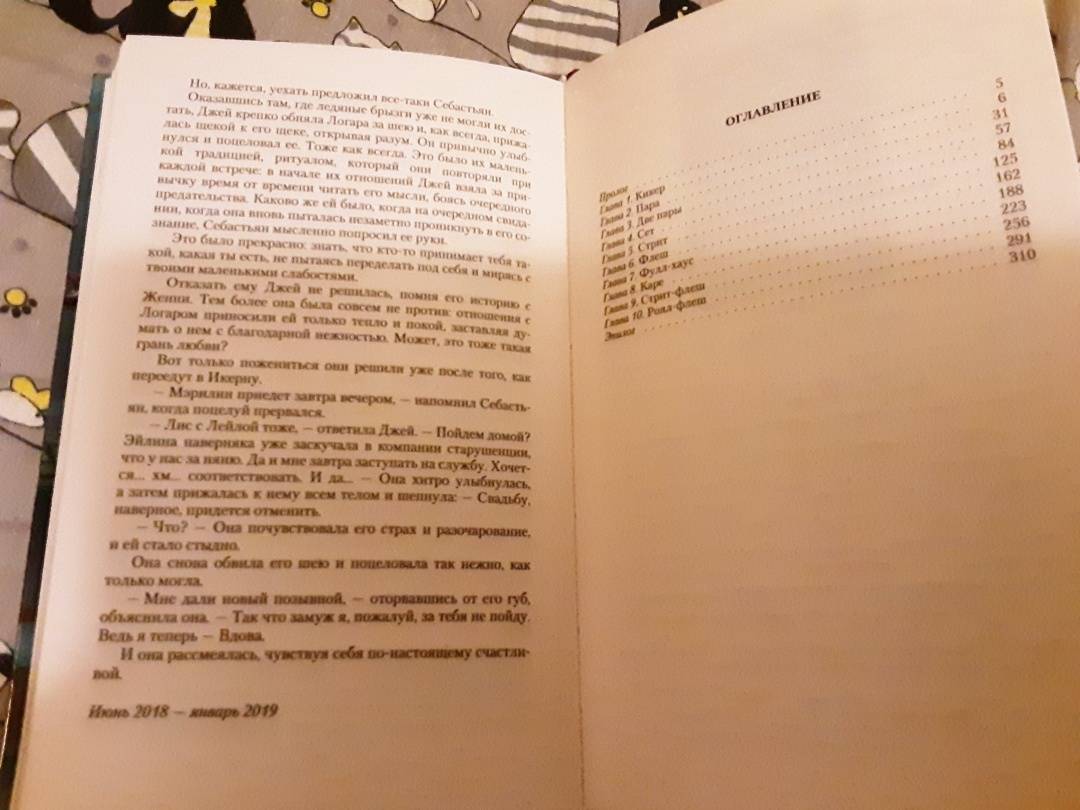 Но, кажется, уехать предложил все-таки Себастьян.
Оказавшись там, где ледяные брызги уже не могли их дос-
тать, Джей крепко обняла Логара за шею и, как всегда, прижа-
лась щекой к его щеке, открывая разум. Он привычно улыб-
нулся и поцеловал ее. Тоже как всегда. Это было их малень-
кой традицией, ритуалом, который они повторяли при
каждой встрече: в начале их отношений Джей взяла за при-
вычку время от времени читать его мысли, боясь очередного
предательства. Каково же ей было, когда на очередном свида-
нии, когда она вновь пыталась незаметно проникнуть в его со-
знание, Себастьян мысленно попросил ее руки.
Это было прекрасно: знать, что кто-то принимает тебя та-
кой, какая ты есть, не пытаясь переделать под себя и мирясь с
твоими маленькими слабостями.
Отказать ему Джей не решилась, помня его историю с
Женни. Тем более она была совсем не против: отношения с
Логаром приносили ей только тепло и покой, заставляя ду-
мать о нем с благодарной нежностью. Может, это тоже такая
грань любви?
Вот только пожениться они решили уже после того, как
переедут в Икерну.
— Мэрилин приедет завтра вечером, — напомнил Себасть-
ян, когда поцелуй прервался.
— Лис с Лейлой тоже, — ответила Джей. — Пойдем домой?
Эйлина наверняка уже заскучала в компании старушенции,
что у нас за няню. Да и мне завтра заступать на службу. Хочет-
ся... хм... соответствовать. И да... — Она хитро улыбнулась,
а затем прижалась к нему всем телом и шепнула: — Свадьбу,
наверное, придется отменить.
— Что? — Она почувствовала его страх и разочарование,
и ей стало стыдно.
Она снова обвила его шею и поцеловала так нежно, как
только могла.
— Мне дали новый позывной, — оторвавшись от его губ,
объяснила она. — Так что замуж я, пожалуй, за тебя не пойду.
Ведь я теперь — Вдова.
И она рассмеялась, чувствуя себя по-настоящему счастли-
вой.
Июнь 2018 — январь 2019
ОГЛАВЛЕНИЕ
Пролог 5
Глава 1. Кикер 6
Глава 2. Пара 31
Глава 3. Две пары 57
Глава 4. Сет 84
Глава 5. Стрит 125
Глава 6. Флеш 162
Глава 7. Фулл-хаус 188
Глава 8. Каре 223
Глава 9. Стрит-флеш 256
Глава 10. Роял-флеш 291
Эпилог 310